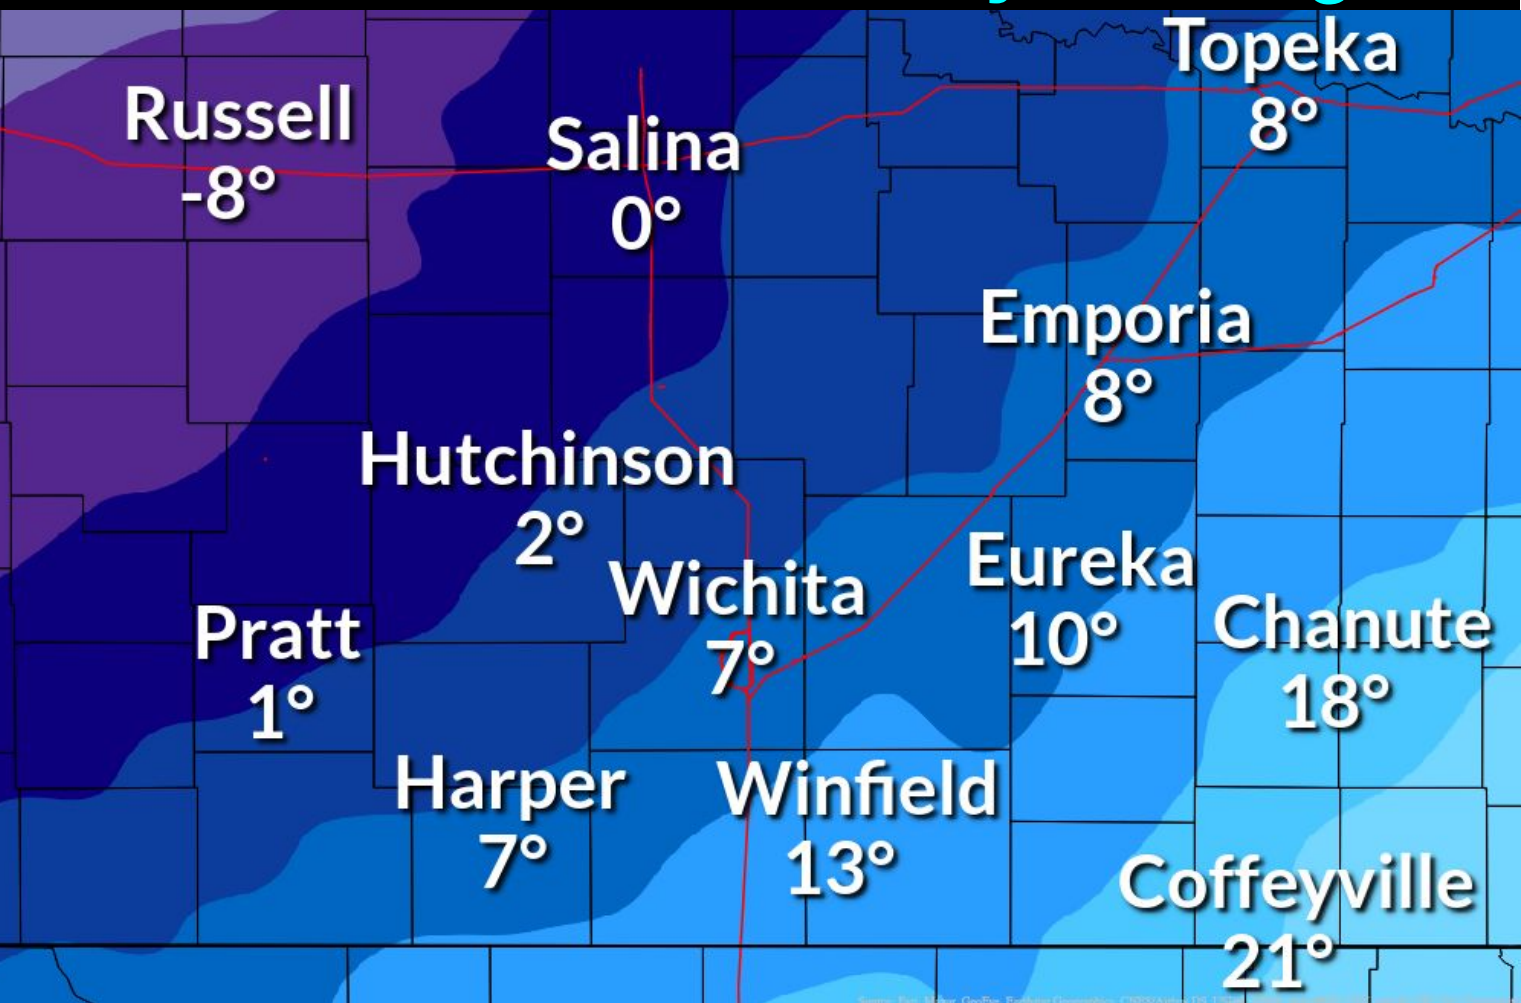 Topeka
8°
Russell
-8°
Salina
0°
Emporia
8°
Hutchinson
2°
Wichita
7°
Eureka
10°
Pratt
1°
Chanute
18°
Harper
7°
Winfield
13°
Coffeyville
21°